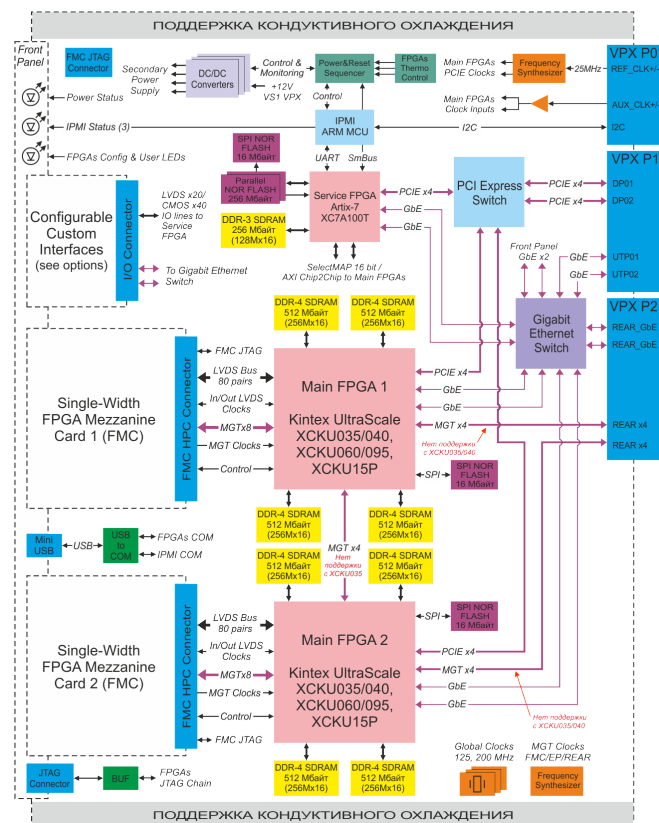 ПОДДЕРЖКА КОНДУКТИВНОГО ОХЛАЖДЕНИЯ
Front
Panel
FMC JTAG
Connector
Secondary
Power
Supply
DC/DC
Converters
Control &
Monitoring
+12V
VS1 VPX
Power&Reset
Sequencer
FPGAs
Thermo
Control
Main FPGAs
PCIE Clocks
Frequency
Synthesizer
25MHz
VPX P0
REF_CLK+/-
Power Status
Control
Main FPGAs
Clock Inputs
AUX_CLK+/-
IPMI Status (3)
IPMI
ARM MCU
I2C
I2C
FPGAs Config & User LEDs
SPI NOR
FLASH
16 Мбайт
UART
SmBus
VPX P1
Configurable
Custom
Interfaces
(see options)
I/O Connector
LVDS x20/
CMOS x40
IO lines to
Service
FPGA
To Gigabit Ethernet
Switch
Parallel
NOR FLASH
256 Мбайт
DDR-3 SDRAM
256 Мбайт
(128Mx16)
Service FPGA
Artix-7
XC7A100T
PCIE x4
GbE
GbE
PCI Express
Switch
PCIE x4
DP01
PCIE x4
DP02
SelectMAP 16 bit /
AXI Chip2Chip to Main FPGAs
Front Panel
GbE x2
GbE
UTP01
GbE
UTP02
VPX P2
Gigabit
Ethernet
Switch
REAR_GbE
REAR_GbE
DDR-4 SDRAM
512 Мбайт
(256Mx16)
DDR-4 SDRAM
512 Мбайт
(256Mx16)
Single-Width
FPGA Mezzanine
Card 1 (FMC)
FMC HPC Connector
FMC JTAG
LVDS Bus
80 pairs
In/Out LVDS
Clocks
MGTx8
MGT Clocks
Control
Main FPGA 1
Kintex UltraScale
XCKU035/040,
XCKU060/095,
XCKU15P
PCIE x4
GbE
GbE
MGT x4
REAR x4
Нет поддержки
с XCKU035/040
REAR x4
SPI
SPI NOR
FLASH
16 Мбайт
DDR-4 SDRAM
512 Мбайт
(256Mx16)
DDR-4 SDRAM
512 Мбайт
(256Mx16)
Mini
USB
USB
USB
to
COM
FPGAs COM
IPMI COM
DDR-4 SDRAM
512 Мбайт
(256Mx16)
MGT x4
Нет
поддержки
с XCKU035
DDR-4 SDRAM
512 Мбайт
(256Mx16)
Single-Width
FPGA Mezzanine
Card 2 (FMC)
FMC HPC Connector
LVDS Bus
80 pairs
In/Out LVDS
Clocks
MGTx8
MGT Clocks
Control
FMC JTAG
Main FPGA 2
Kintex UltraScale
XCKU035/040,
XCKU060/095,
XCKU15P
SPI
SPI NOR
FLASH
16 Мбайт
PCIE x4
MGT x4
GbE
GbE
Нет поддержки
с XCKU035/040
JTAG
Connector
BUF
FPGAs
JTAG Chain
DDR-4 SDRAM
512 Мбайт
(256Mx16)
DDR-4 SDRAM
512 Мбайт
(256Mx16)
Global Clocks
125, 200 MHz
MGT Clocks
FMC/EP/REAR
Frequency
Synthesizer
ПОДДЕРЖКА КОНДУКТИВНОГО ОХЛАЖДЕНИЯ